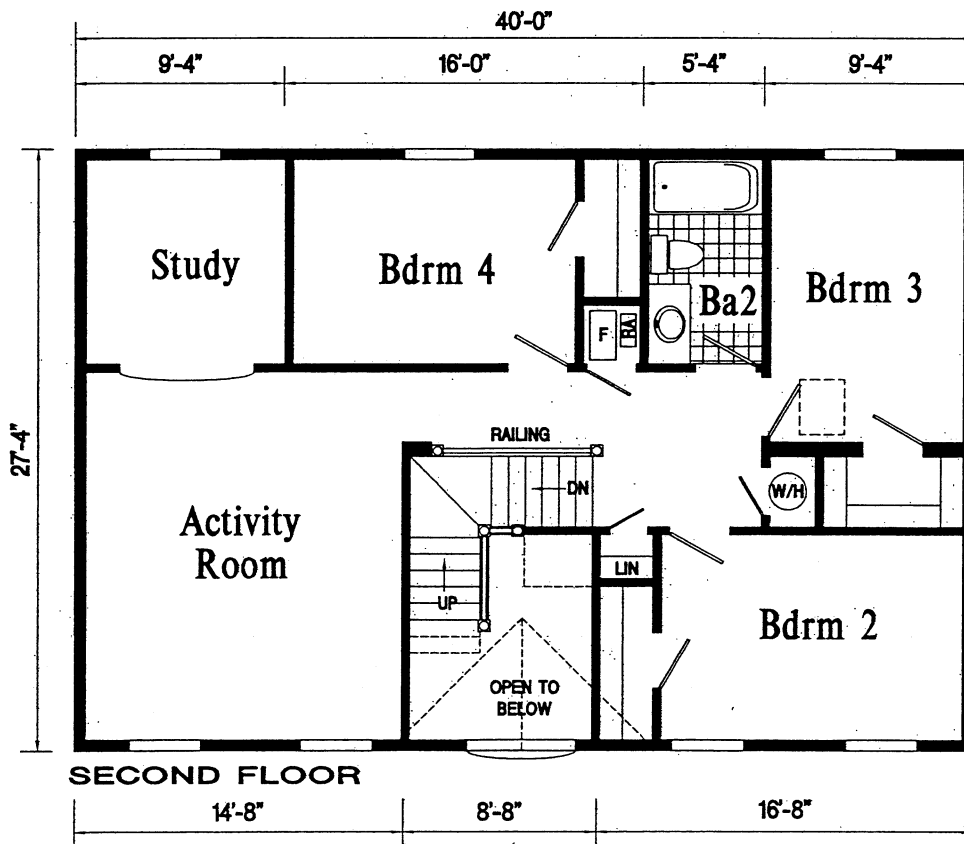 40'-0"
9'-4"
16'-0"
5'-4"
9'-4"
27'-4"
Study
Bdrm 4
F
RA
Ba2
Bdrm 3
RAILING
DN
W/H
Activity
Room
UP
LIN
Bdrm 2
OPEN TO
BELOW
SECOND FLOOR
14'-8"
8'-8"
16'-8"